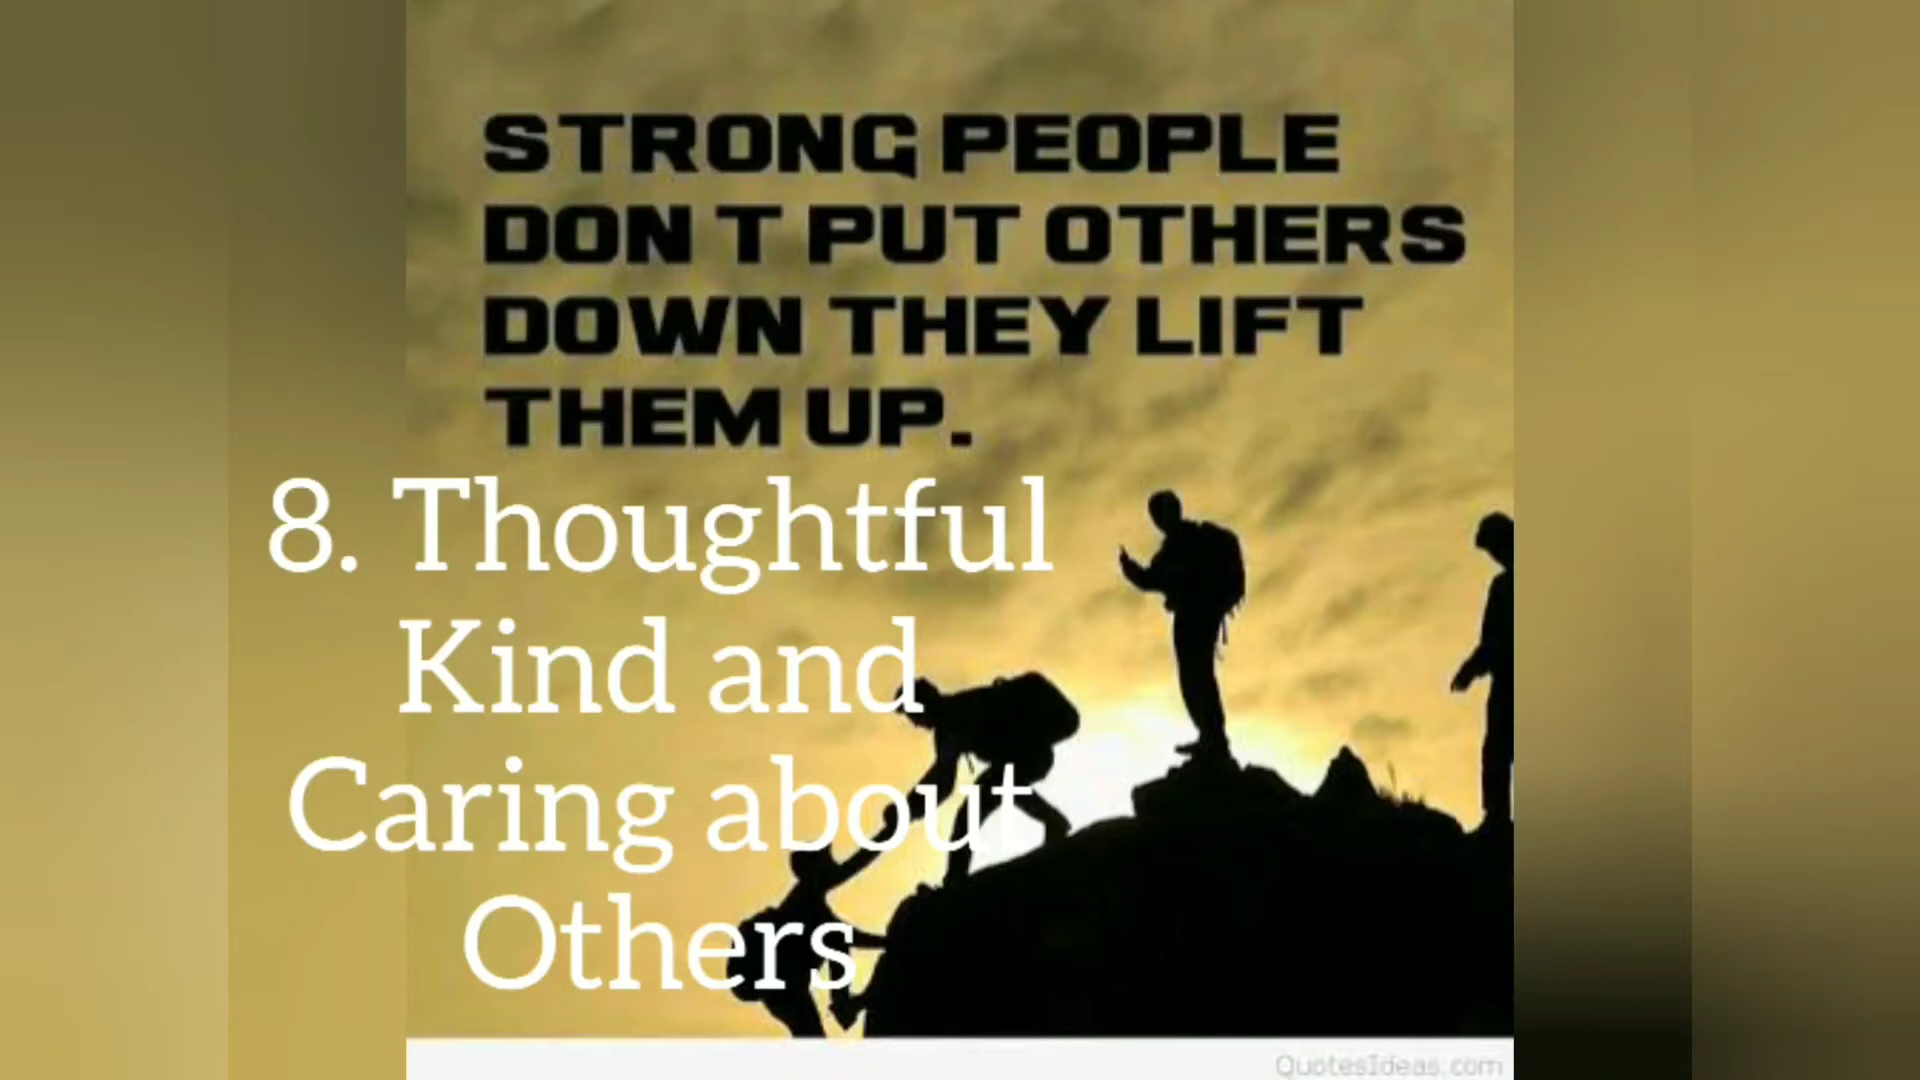 STRONG PEOPLE
DON T PUT OTHERS
DOWN THEY LIFT
THEM UP.
8. Thoughtful
Kind and
Caring about
Others
QuotesIdeas.com